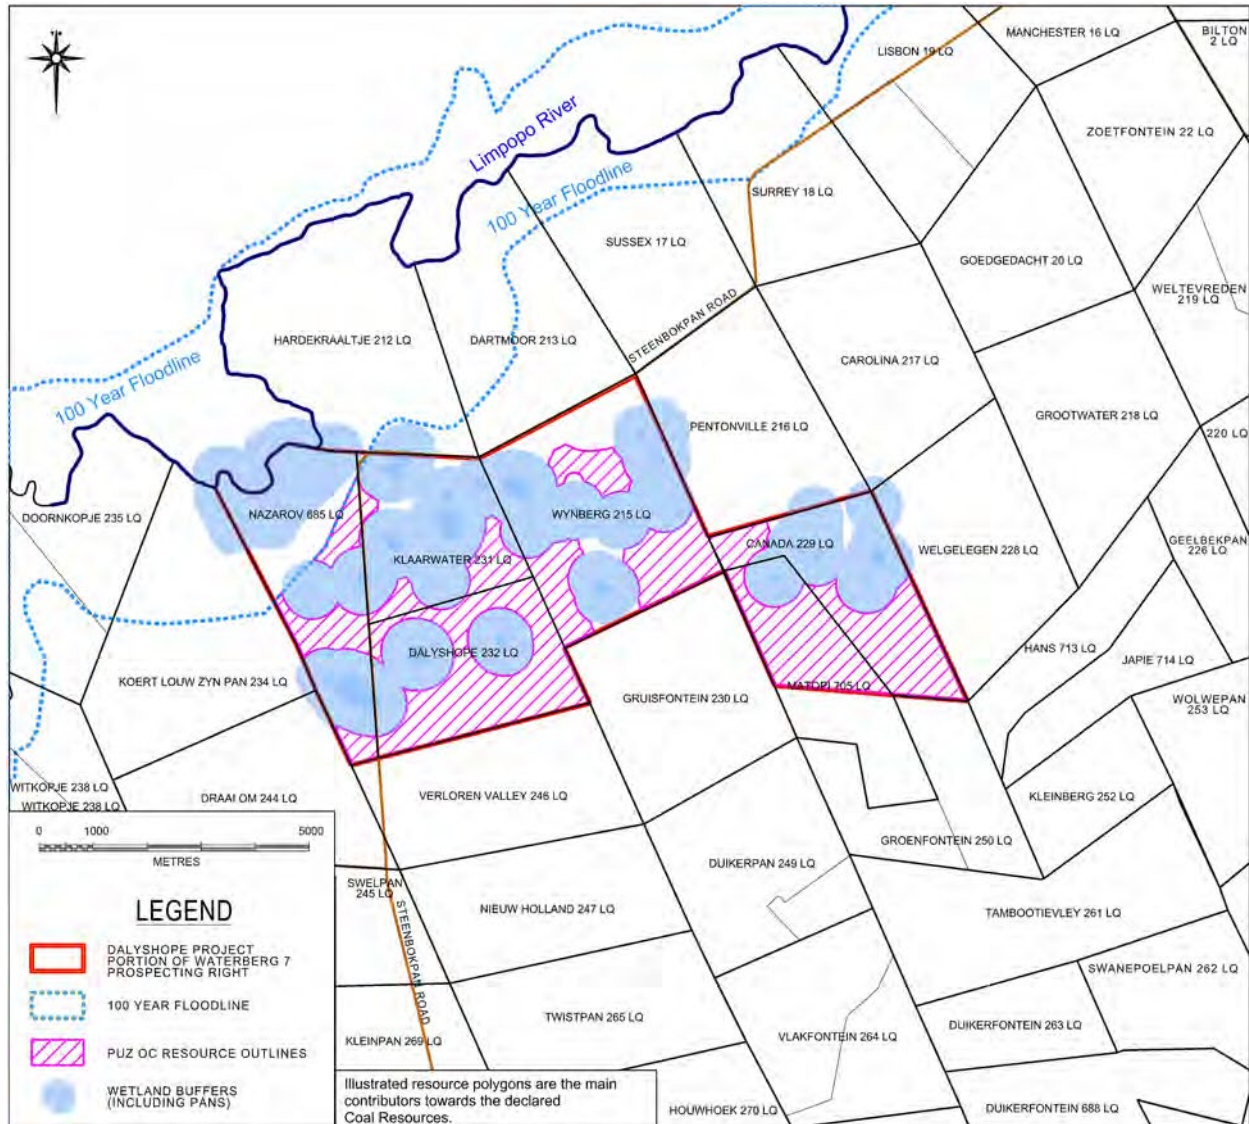 MANCHESTER 16 LQ
BILTON
2 LQ
LISBON 19 LQ
ZOETFONTEIN 22 LQ
Limpopo River
100 Year Floodline
SURREY 18 LQ
SUSSEX 17 LQ
GOEDGEDACHT 20 LQ
WELTEVREDEN
219 LQ
STEENBOKPAN ROAD
HARDEKRAALTJE 212 LQ
DARTMOOR 213 LQ
CAROLINA 217 LQ
100 Year Floodline
GROOTWATER 218 LQ
PENTONVILLE 216 LQ
220 LQ
DOORNKOPJE 235 LQ
NAZAROV 685 LQ
WYNBERG 215 LQ
KLAARWATER 231 LQ
CANADA 229 LQ
WELGELEGEN 228 LQ
GEELBEKPAN
226 LQ
DALYSHOPE 232 LQ
HANS 713 LQ
JAPIE 714 LQ
KOERT LOUW ZYN PAN 234 LQ
GRUISFONTEIN 230 LQ
MATOPI 705 LQ
WOLWEPAN
253 LQ
WITKOPJE 238 LQ
WITKOPJE 238 LQ
DRAAI OM 244 LQ
VERLOREN VALLEY 246 LQ
KLEINBERG 252 LQ
GROENFONTEIN 250 LQ
DUIKERPAN 249 LQ
SWELPAN
245 LQ
STEENBOKPAN ROAD
NIEUW HOLLAND 247 LQ
TAMBOOTIEVLEY 261 LQ
SWANEPOELPAN 262 LQ
TWISTPAN 265 LQ
DUIKERFONTEIN 263 LQ
VLAKFONTEIN 264 LQ
KLEINPAN 269 LQ
HOUWHOEK 270 LQ
DUIKERFONTEIN 688 LQ
0 1000 5000
METRES
LEGEND
DALYSHOPE PROJECT
PORTION OF WATERBERG 7
PROSPECTING RIGHT
100 YEAR FLOODLINE
PUZ OC RESOURCE OUTLINES
WETLAND BUFFERS
(INCLUDING PANS)
Illustrated resource polygons are the main
contributors towards the declared
Coal Resources.